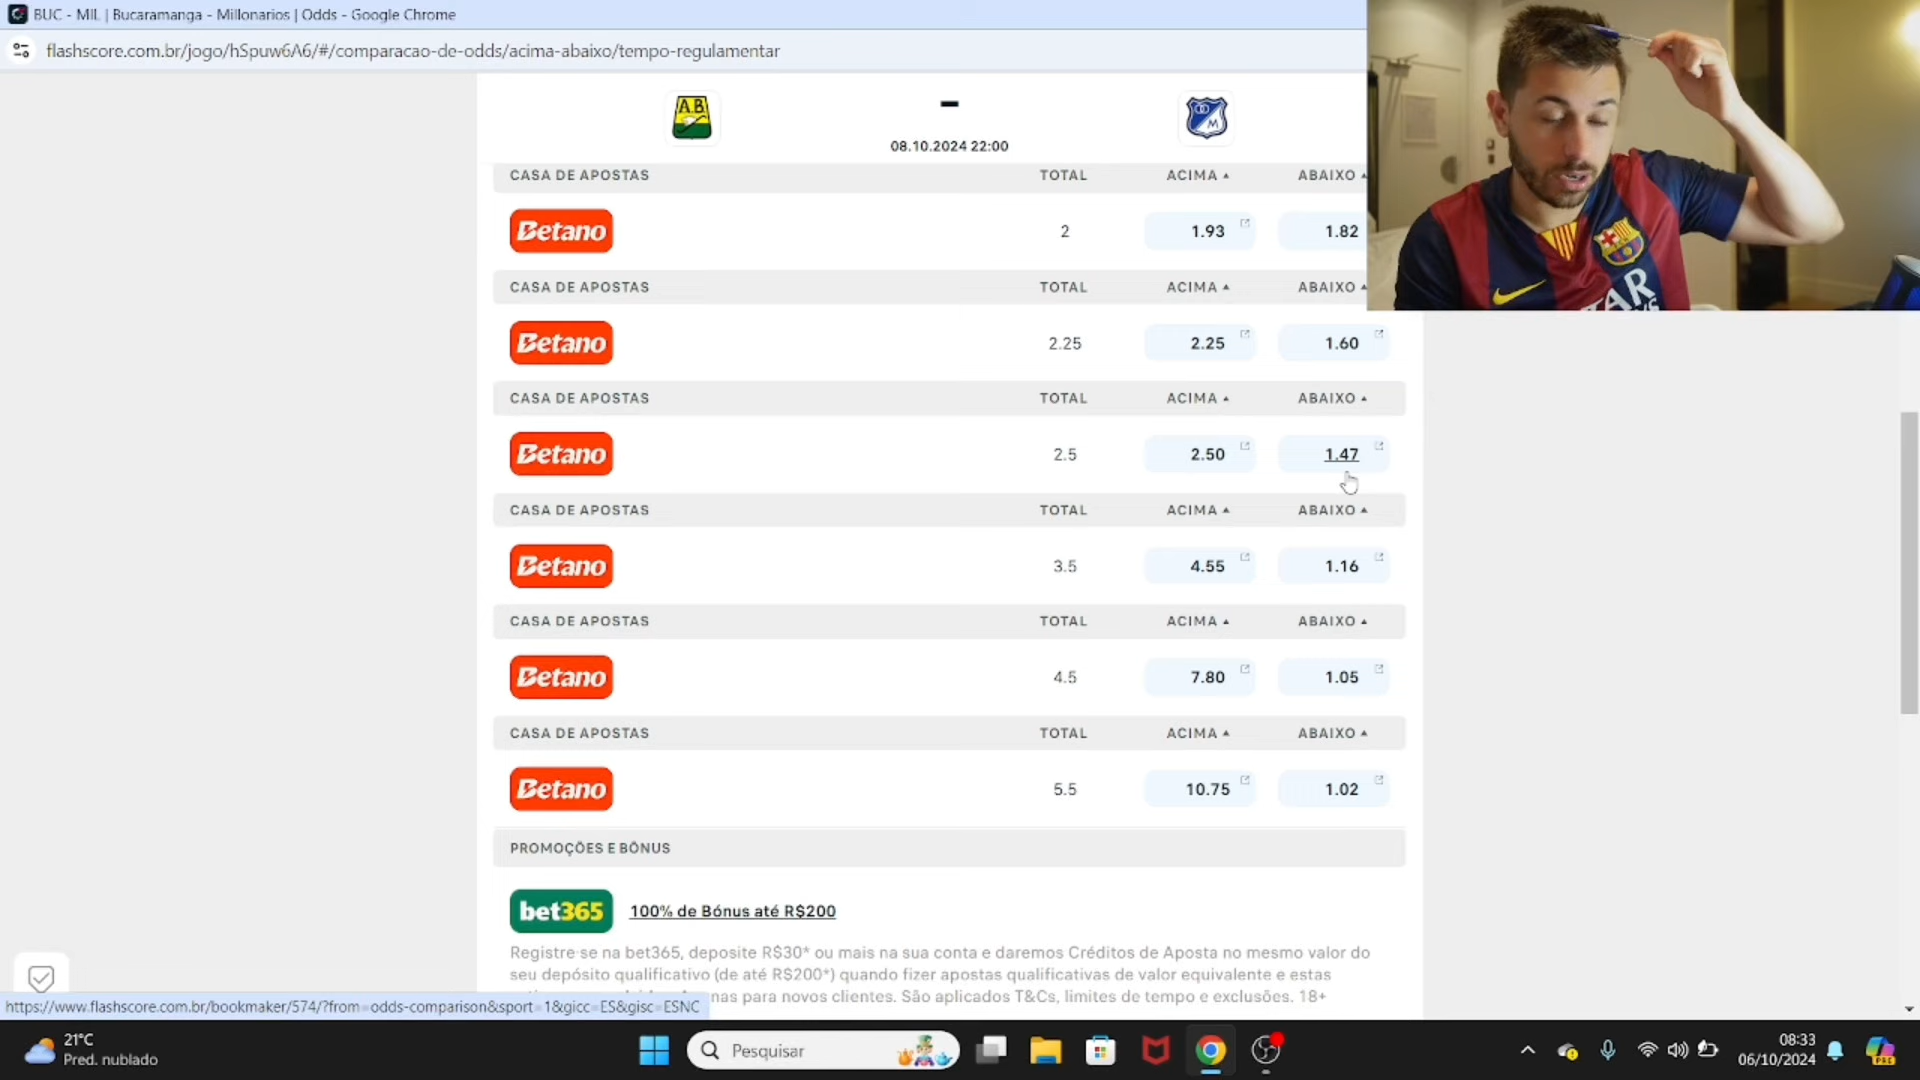 BUC - MIL | Bucaramanga - Millonarios | Odds - Google Chrome
flashscore.com.br/jogo/hSpuw6A6/#/comparacao-de-odds/acima-abaixo/tempo-regulamentar
A.B
M
-
08.10.2024 22:00
CASA DE APOSTAS TOTAL ACIMA ABAIXO
Betano 2 1.93 1.82
CASA DE APOSTAS TOTAL ACIMA ABAIXO
Betano 2.25 2.25 1.60
CASA DE APOSTAS TOTAL ACIMA ABAIXO
Betano 2.5 2.50 1.47
CASA DE APOSTAS TOTAL ACIMA ABAIXO
Betano 3.5 4.55 1.16
CASA DE APOSTAS TOTAL ACIMA ABAIXO
Betano 4.5 7.80 1.05
CASA DE APOSTAS TOTAL ACIMA ABAIXO
Betano 5.5 10.75 1.02
PROMOÇÕES E BÔNUS
bet365 100% de Bónus até R$200
Registre-se na bet365, deposite R$30* ou mais na sua conta e daremos Créditos de Aposta no mesmo valor do
seu depósito qualificativo (de até R$200*) quando fizer apostas qualificativas de valor equivalente e estas
nas para novos clientes. São aplicados T&Cs, limites de tempo e exclusões. 18+
https://www.flashscore.com.br/bookmaker/574/?from=odds-comparison&sport=1&gicc=ES&gisc=ESNC
21°C
Pred. nublado
Pesquisar
08:33
06/10/2024